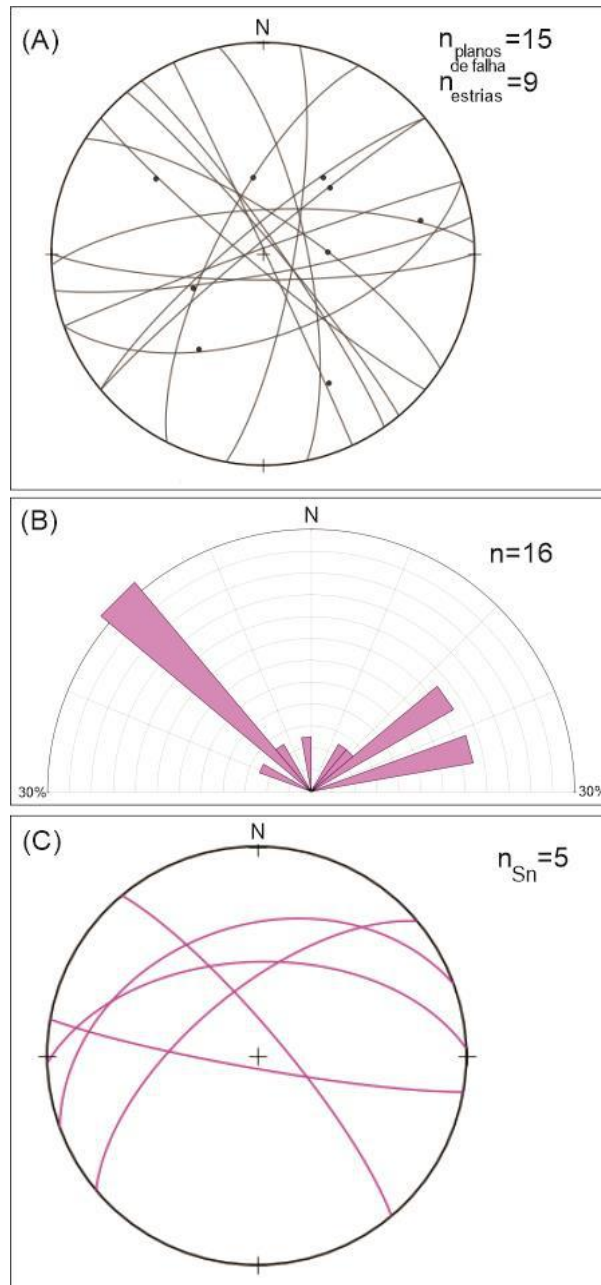 (A)
N
n planos de falha =15
n estrias =9
(B)
N
n=16
30%
30%
(C)
N
n Sn =5